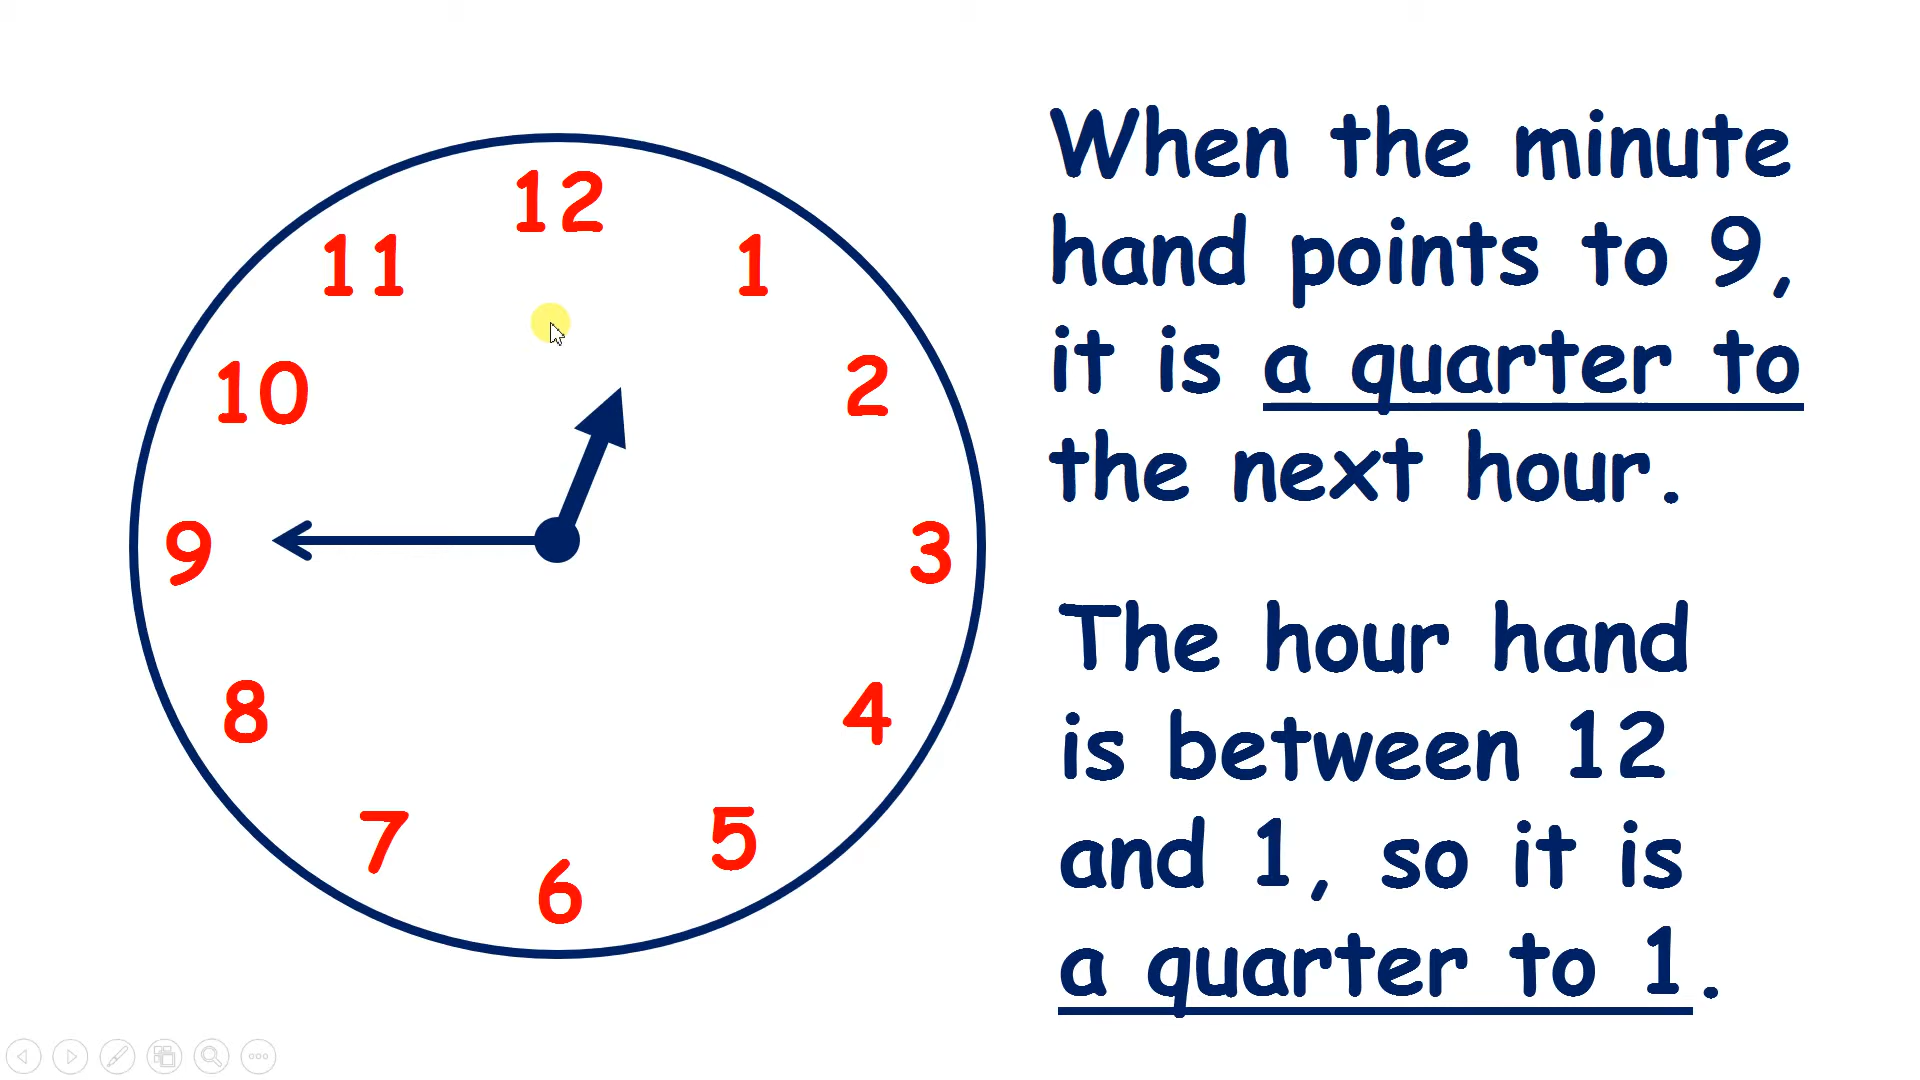 12
11
1
10
2
9
3
8
4
7
5
6
When the minute
hand points to 9,
it is a quarter to
the next hour.
The hour hand
is between 12
and 1, so it is
a quarter to 1.